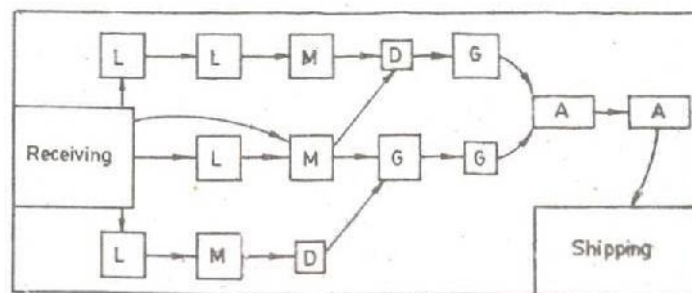 L L M D G
A A
Receiving L M G G
L M D
Shipping